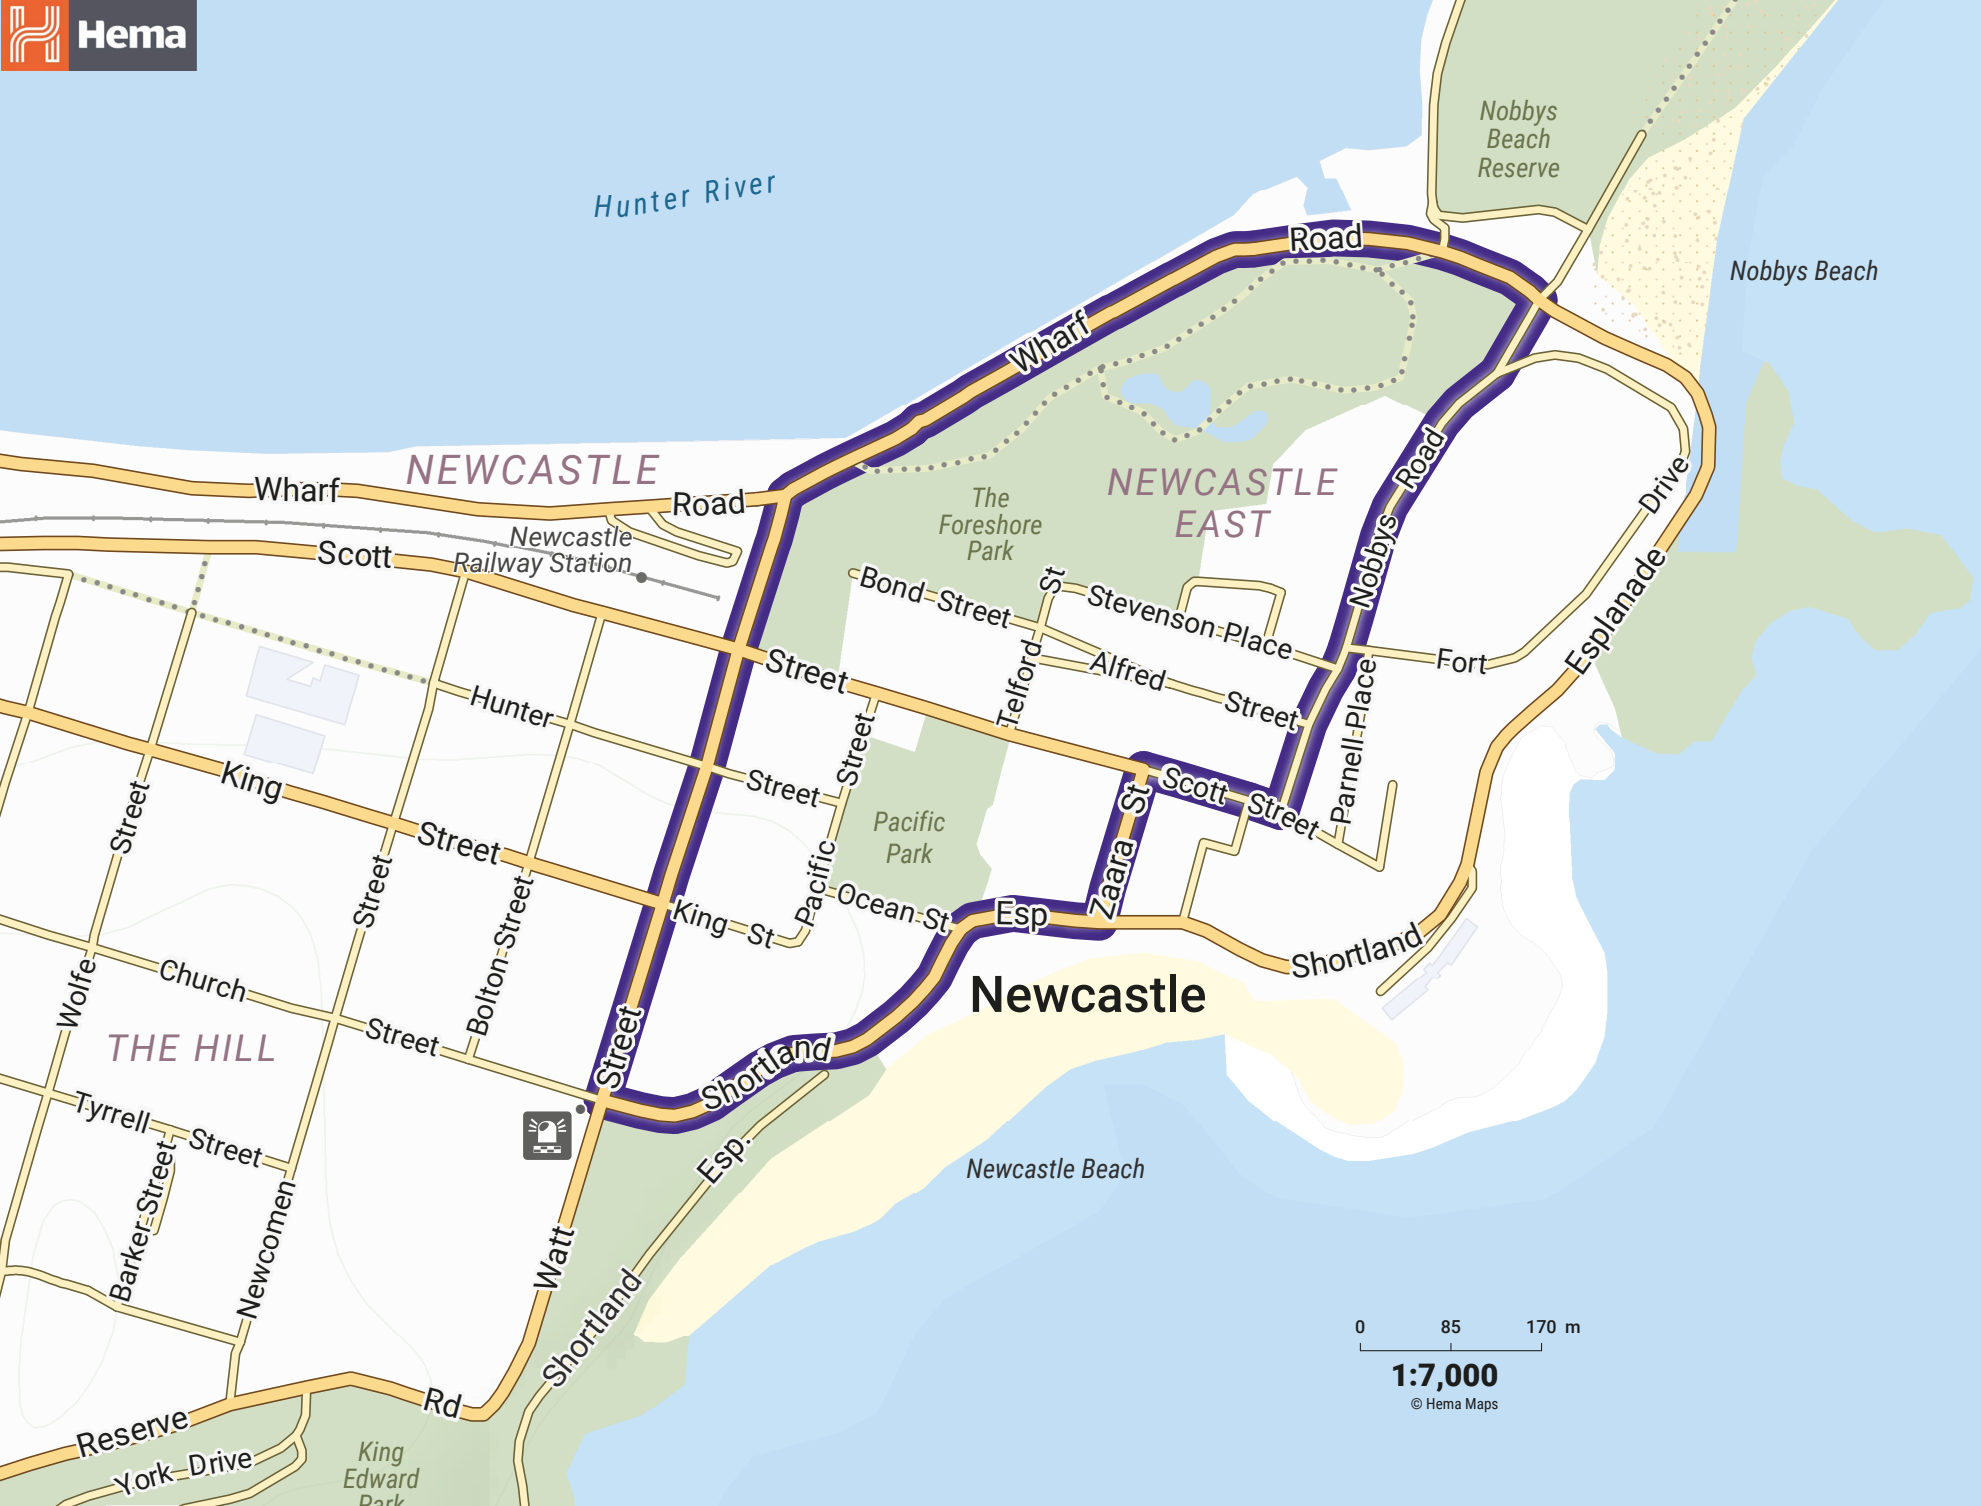 Hema
Nobbys
Beach
Reserve
Hunter River
Nobbys Beach
Road
Wharf
NEWCASTLE
Wharf
Road
Newcastle
Railway Station
Scott
NEWCASTLE
EAST
The
Foreshore
Park
Road
Nobbys
Drive
Esplanade
Bond Street
St
Telford
Stevenson Place
Alfred
Street
Fort
Parnell Place
Street
Hunter
Street
Street
Pacific
Pacific
Park
Scott
Street
Zaara St
King
Street
Street
Street
Bolton Street
King St
Ocean St
Esp
Shortland
Newcastle
Wolfe
Church
Street
THE HILL
Street
Shortland
Tyrrell
Street
Barker Street
Newcomen
Watt
Esp.
Shortland
Newcastle Beach
0 85 170 m
1:7,000
© Hema Maps
Reserve
Rd
York Drive
King
Edward
Park